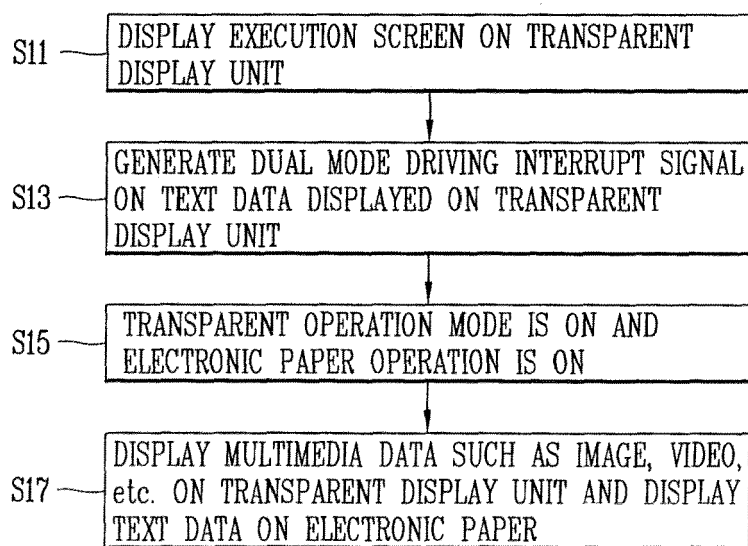 S11
DISPLAY EXECUTION SCREEN ON TRANSPARENT
DISPLAY UNIT
S13
GENERATE DUAL MODE DRIVING INTERRUPT SIGNAL
ON TEXT DATA DISPLAYED ON TRANSPARENT
DISPLAY UNIT
S15
TRANSPARENT OPERATION MODE IS ON AND
ELECTRONIC PAPER OPERATION IS ON
S17
DISPLAY MULTIMEDIA DATA SUCH AS IMAGE, VIDEO,
etc. ON TRANSPARENT DISPLAY UNIT AND DISPLAY
TEXT DATA ON ELECTRONIC PAPER